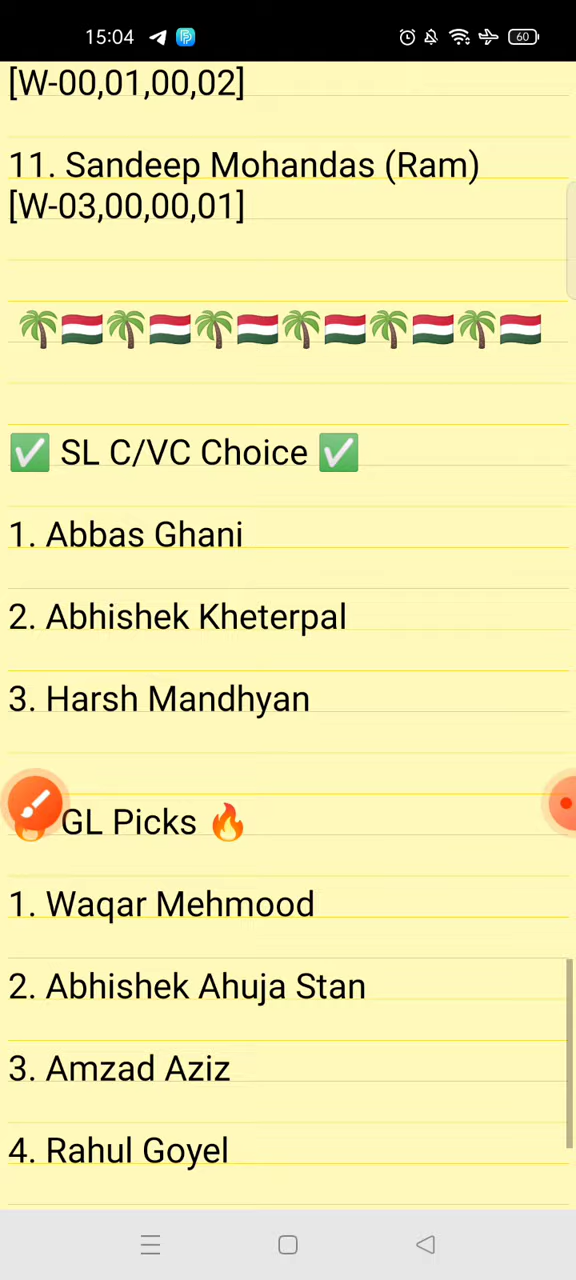 15:04
60
[W-00,01,00,02]
11. Sandeep Mohandas (Ram)
[W-03,00,00,01]
🌴🇭🇺🌴🇭🇺🌴🇭🇺🌴🇭🇺🌴🇭🇺🌴🇭🇺
✅ SL C/VC Choice ✅
1. Abbas Ghani
2. Abhishek Kheterpal
3. Harsh Mandhyan
🔥 GL Picks 🔥
1. Waqar Mehmood
2. Abhishek Ahuja Stan
3. Amzad Aziz
4. Rahul Goyel